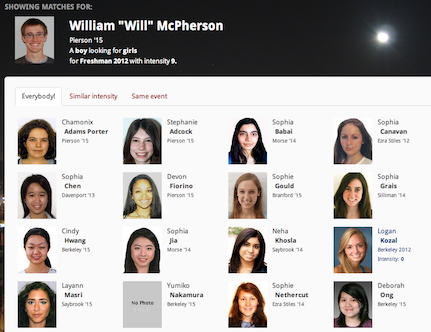 SHOWING MATCHES FOR:
William "Will" McPherson
Pierson '15
A boy looking for girls
for Freshman 2012 with intensity 9.
Everybody! Similar intensity Same event
Chamonix
Adams Porter
Pierson '15
Stephanie
Adcock
Pierson '15
Sophia
Babai
Morse '14
Sophia
Canavan
Ezra Stiles '12
Sophia
Chen
Davenport '13
Devon
Fiorino
Pierson '15
Sophie
Gould
Branford '15
Sophia
Grais
Silliman '14
Cindy
Hwang
Berkeley '15
Sophia
Jia
Morse '14
Neha
Khosla
Saybrook '14
Logan
Kozal
Berkeley 2012
Intensity: 0
Layann
Masri
Saybrook '15
No Photo
Yumiko
Nakamura
Berkeley '15
Sophie
Nethercut
Ezra Stiles '14
Deborah
Ong
Berkeley '15